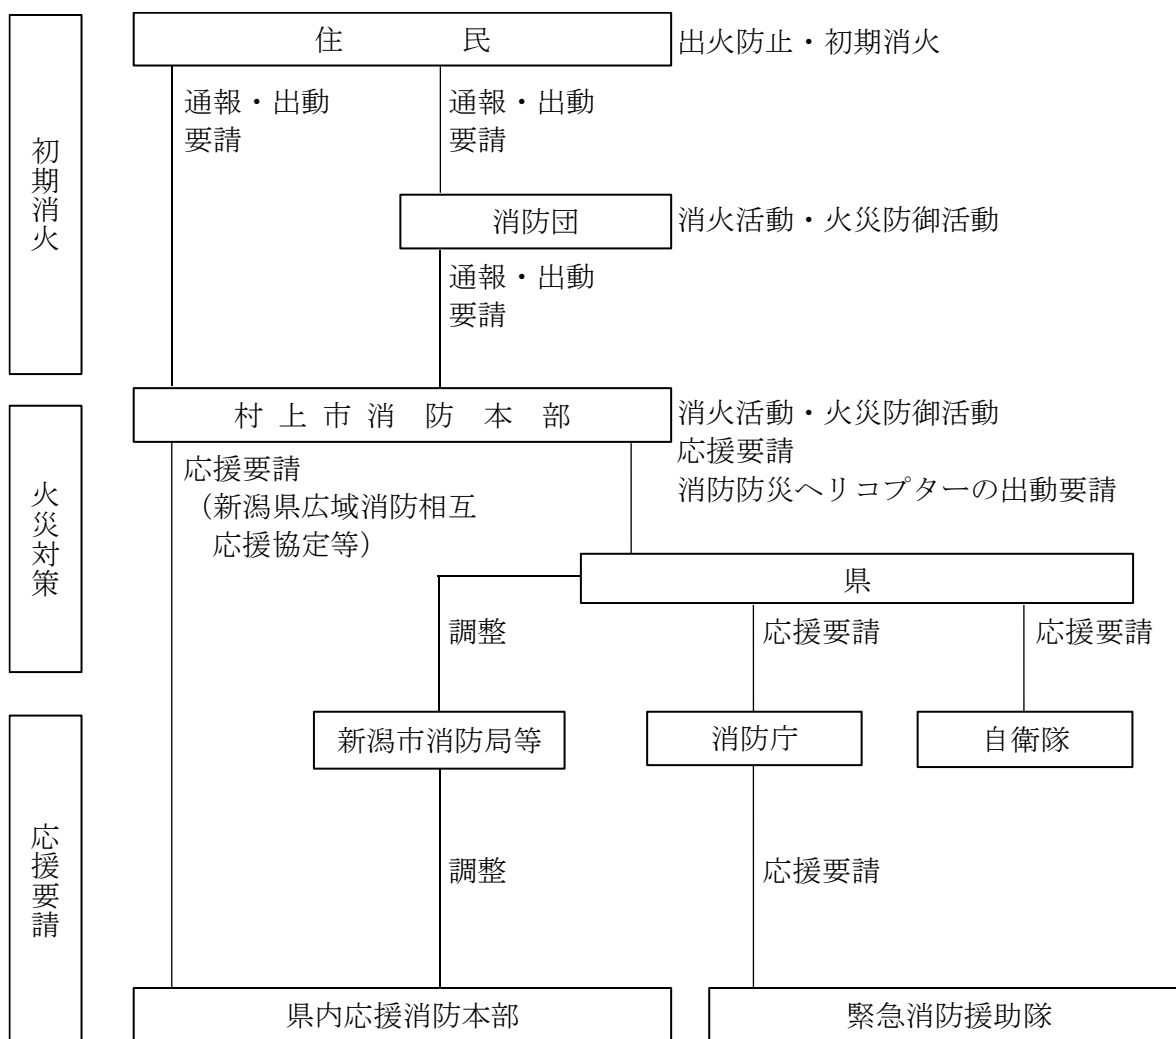 住 民
出火防止・初期消火
通報・出動
要請
通報・出動
要請
初期消火
消防団
消火活動・火災防御活動
通報・出動
要請
村上市消防本部
消火活動・火災防御活動
応援要請
消防防災ヘリコプターの出動要請
応援要請
（新潟県広域消防相互
応援協定等）
火災対策
県
調整
応援要請
応援要請
新潟市消防局等
消防庁
自衛隊
応援要請
調整
応援要請
県内応援消防本部
緊急消防援助隊